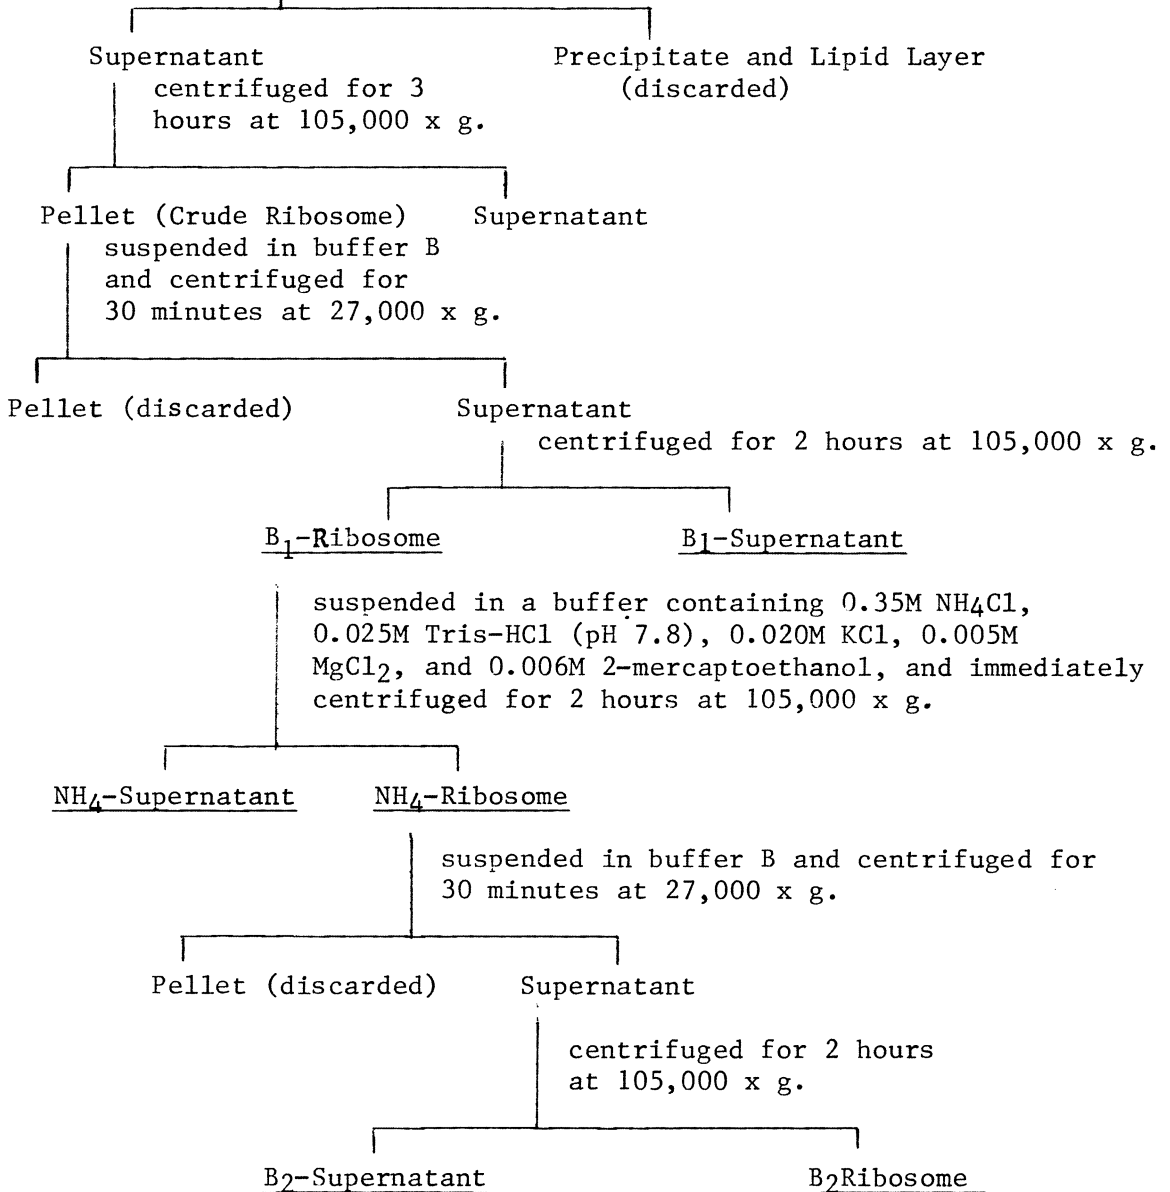 Supernatant Precipitate and Lipid Layer
centrifuged for 3 (discarded)
hours at 105,000 x g.
Pellet (Crude Ribosome) Supernatant
suspended in buffer B
and centrifuged for
30 minutes at 27,000 x g.
Pellet (discarded) Supernatant
centrifuged for 2 hours at 105,000 x g.
B1-Ribosome B1-Supernatant
suspended in a buffer containing 0.35M NH4Cl,
0.025M Tris-HCl (pH 7.8), 0.020M KCl, 0.005M
MgCl2, and 0.006M 2-mercaptoethanol, and immediately
centrifuged for 2 hours at 105,000 x g.
NH4-Supernatant NH4-Ribosome
suspended in buffer B and centrifuged for
30 minutes at 27,000 x g.
Pellet (discarded) Supernatant
centrifuged for 2 hours
at 105,000 x g.
B2-Supernatant B2Ribosome